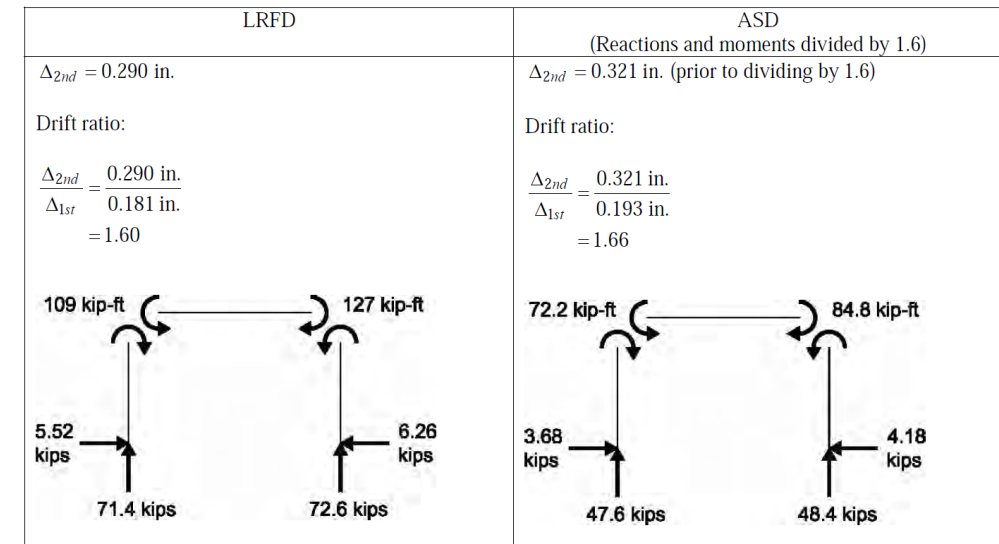 LRFD
ASD
(Reactions and moments divided by 1.6)
Δ2nd = 0.290 in.
Drift ratio:
Δ2nd / Δ1st = 0.290 in. / 0.181 in.
= 1.60
109 kip-ft
127 kip-ft
5.52
kips
6.26
kips
71.4 kips
72.6 kips
Δ2nd = 0.321 in. (prior to dividing by 1.6)
Drift ratio:
Δ2nd / Δ1st = 0.321 in. / 0.193 in.
= 1.66
72.2 kip-ft
84.8 kip-ft
3.68
kips
4.18
kips
47.6 kips
48.4 kips